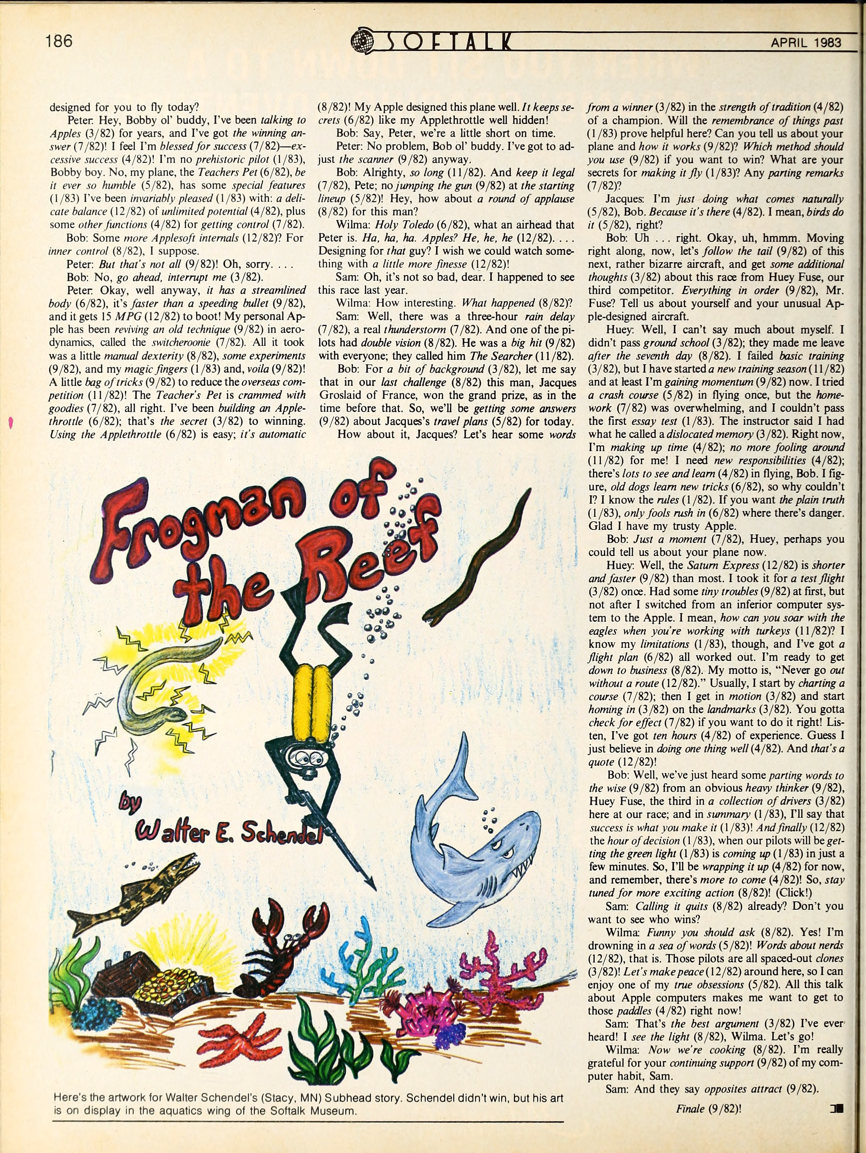 186
SOFTALK
APRIL 1983
designed for you to fly today?
Peter: Hey, Bobby ol' buddy, I've been talking to
Apples (3/82) for years, and I've got the winning an-
swer (7/82)! I feel I'm blessed for success (7/82)—ex-
cessive success (4/82)! I'm no prehistoric pilot (1/83),
Bobby boy. No, my plane, the Teachers Pet (6/82), be
it ever so humble (5/82), has some special features
(1/83) I've been invariably pleased (1/83) with: a deli-
cate balance (12/82) of unlimited potential (4/82), plus
some other functions (4/82) for getting control (7/82).
Bob: Some more Applesoft internals (12/82)? For
inner control (8/82), I suppose.
Peter: But that's not all (9/82)! Oh, sorry. . . .
Bob: No, go ahead, interrupt me (3/82).
Peter: Okay, well anyway, it has a streamlined
body (6/82), it's faster than a speeding bullet (9/82),
and it gets 15 MPG (12/82) to boot! My personal Ap-
ple has been reviving an old technique (9/82) in aero-
dynamics, called the switcheroonie (7/82). All it took
was a little manual dexterity (8/82), some experiments
(9/82), and my magic fingers (1/83) and, voila (9/82)!
A little bag of tricks (9/82) to reduce the overseas com-
petition (11/82)! The Teacher's Pet is crammed with
goodies (7/82), all right. I've been building an Apple-
throttle (6/82); that's the secret (3/82) to winning.
Using the Applethrottle (6/82) is easy; it's automatic
(8/82)! My Apple designed this plane well. It keeps se-
crets (6/82) like my Applethrottle well hidden!
Bob: Say, Peter, we're a little short on time.
Peter: No problem, Bob ol' buddy. I've got to ad-
just the scanner (9/82) anyway.
Bob: Alrighty, so long (11/82). And keep it legal
(7/82), Pete; no jumping the gun (9/82) at the starting
lineup (5/82)! Hey, how about a round of applause
(8/82) for this man?
Wilma: Holy Toledo (6/82), what an airhead that
Peter is. Ha, ha, ha. Apples? He, he, he (12/82). . . .
Designing for that guy? I wish we could watch some-
thing with a little more finesse (12/82)!
Sam: Oh, it's not so bad, dear. I happened to see
this race last year.
Wilma: How interesting. What happened (8/82)?
Sam: Well, there was a three-hour rain delay
(7/82), a real thunderstorm (7/82). And one of the pi-
lots had double vision (8/82). He was a big hit (9/82)
with everyone; they called him The Searcher (11/82).
Bob: For a bit of background (3/82), let me say
that in our last challenge (8/82) this man, Jacques
Groslaid of France, won the grand prize, as in the
time before that. So, we'll be getting some answers
(9/82) about Jacques's travel plans (5/82) for today.
How about it, Jacques? Let's hear some words
from a winner (3/82) in the strength of tradition (4/82)
of a champion. Will the remembrance of things past
(1/83) prove helpful here? Can you tell us about your
plane and how it works (9/82)? Which method should
you use (9/82) if you want to win? What are your
secrets for making it fly (1/83)? Any parting remarks
(7/82)?
Jacques: I'm just doing what comes naturally
(5/82), Bob. Because it's there (4/82). I mean, birds do
it (5/82), right?
Bob: Uh . . . right. Okay, uh, hmmm. Moving
right along, now, let's follow the tail (9/82) of this
next, rather bizarre aircraft, and get some additional
thoughts (3/82) about this race from Huey Fuse, our
third competitor. Everything in order (9/82), Mr.
Fuse? Tell us about yourself and your unusual Ap-
ple-designed aircraft.
Huey: Well, I can't say much about myself. I
didn't pass ground school (3/82); they made me leave
after the seventh day (8/82). I failed basic training
(3/82), but I have started a new training season (11/82)
and at least I'm gaining momentum (9/82) now. I tried
a crash course (5/82) in flying once, but the home-
work (7/82) was overwhelming, and I couldn't pass
the first essay test (1/83). The instructor said I had
what he called a dislocated memory (3/82). Right now,
I'm making up time (4/82); no more fooling around
(11/82) for me! I need new responsibilities (4/82);
there's lots to see and learn (4/82) in flying, Bob. I fig-
ure, old dogs learn new tricks (6/82), so why couldn't
I? I know the rules (1/82). If you want the plain truth
(1/83), only fools rush in (6/82) where there's danger.
Glad I have my trusty Apple.
Bob: Just a moment (7/82), Huey, perhaps you
could tell us about your plane now.
Huey: Well, the Saturn Express (12/82) is shorter
and faster (9/82) than most. I took it for a test flight
(3/82) once. Had some tiny troubles (9/82) at first, but
not after I switched from an inferior computer sys-
tem to the Apple. I mean, how can you soar with the
eagles when you're working with turkeys (11/82)? I
know my limitations (1/83), though, and I've got a
flight plan (6/82) all worked out. I'm ready to get
down to business (8/82). My motto is, "Never go out
without a route (12/82)." Usually, I start by charting a
course (7/82); then I get in motion (3/82) and start
homing in (3/82) on the landmarks (3/82). You gotta
check for effect (7/82) if you want to do it right! Lis-
ten, I've got ten hours (4/82) of experience. Guess I
just believe in doing one thing well (4/82). And that's a
quote (12/82)!
Bob: Well, we've just heard some parting words to
the wise (9/82) from an obvious heavy thinker (9/82),
Huey Fuse, the third in a collection of drivers (3/82)
here at our race; and in summary (1/83), I'll say that
success is what you make it (1/83)! And finally (12/82)
the hour of decision (1/83), when our pilots will be get-
ting the green light (1/83) is coming up (1/83) in just a
few minutes. So, I'll be wrapping it up (4/82) for now,
and remember, there's more to come (4/82)! So, stay
tuned for more exciting action (8/82)! (Click!)
Sam: Calling it quits (8/82) already? Don't you
want to see who wins?
Wilma: Funny you should ask (8/82). Yes! I'm
drowning in a sea of words (5/82)! Words about nerds
(12/82), that is. Those pilots are all spaced-out clones
(3/82)! Let's make peace (12/82) around here, so I can
enjoy one of my true obsessions (5/82). All this talk
about Apple computers makes me want to get to
those paddles (4/82) right now!
Sam: That's the best argument (3/82) I've ever
heard! I see the light (8/82), Wilma. Let's go!
Wilma: Now we're cooking (8/82). I'm really
grateful for your continuing support (9/82) of my com-
puter habit, Sam.
Sam: And they say opposites attract (9/82).
Finale (9/82)!
Frogman of
the Reef
by
Walter E. Schendel
Here's the artwork for Walter Schendel's (Stacy, MN) Subhead story. Schendel didn't win, but his art
is on display in the aquatics wing of the Softalk Museum.